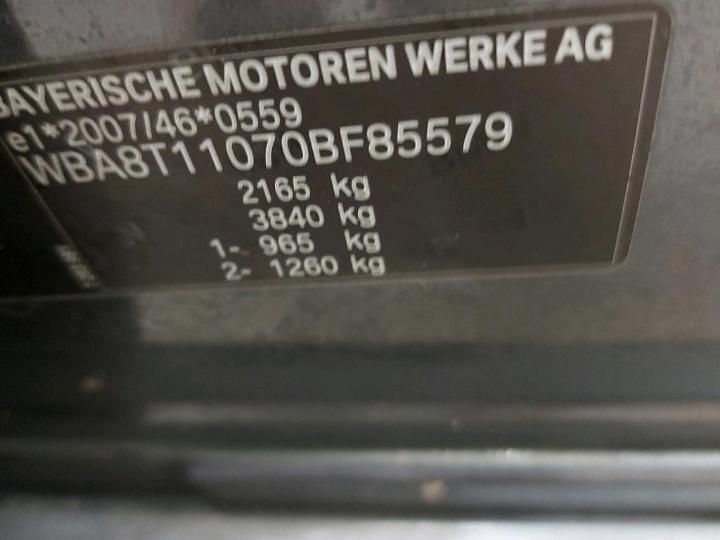 BAYERISCHE MOTOREN WERKE AG
e1*2007/46*0559
WBA8T11070BF85579
2165 kg
3840 kg
1- 965 kg
2- 1260 kg